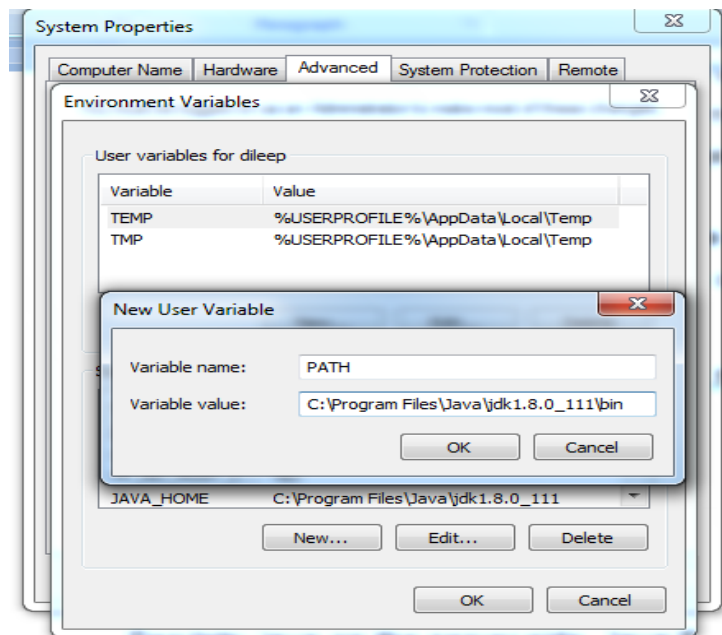 System Properties
Computer Name Hardware Advanced System Protection Remote
Environment Variables
User variables for dileep
Variable Value
TEMP %USERPROFILE%\AppData\Local\Temp
TMP %USERPROFILE%\AppData\Local\Temp
New User Variable
Variable name: PATH
Variable value: C:\Program Files\Java\jdk1.8.0_111\bin
OK Cancel
JAVA_HOME C:\Program Files\Java\jdk1.8.0_111
New... Edit... Delete
OK Cancel